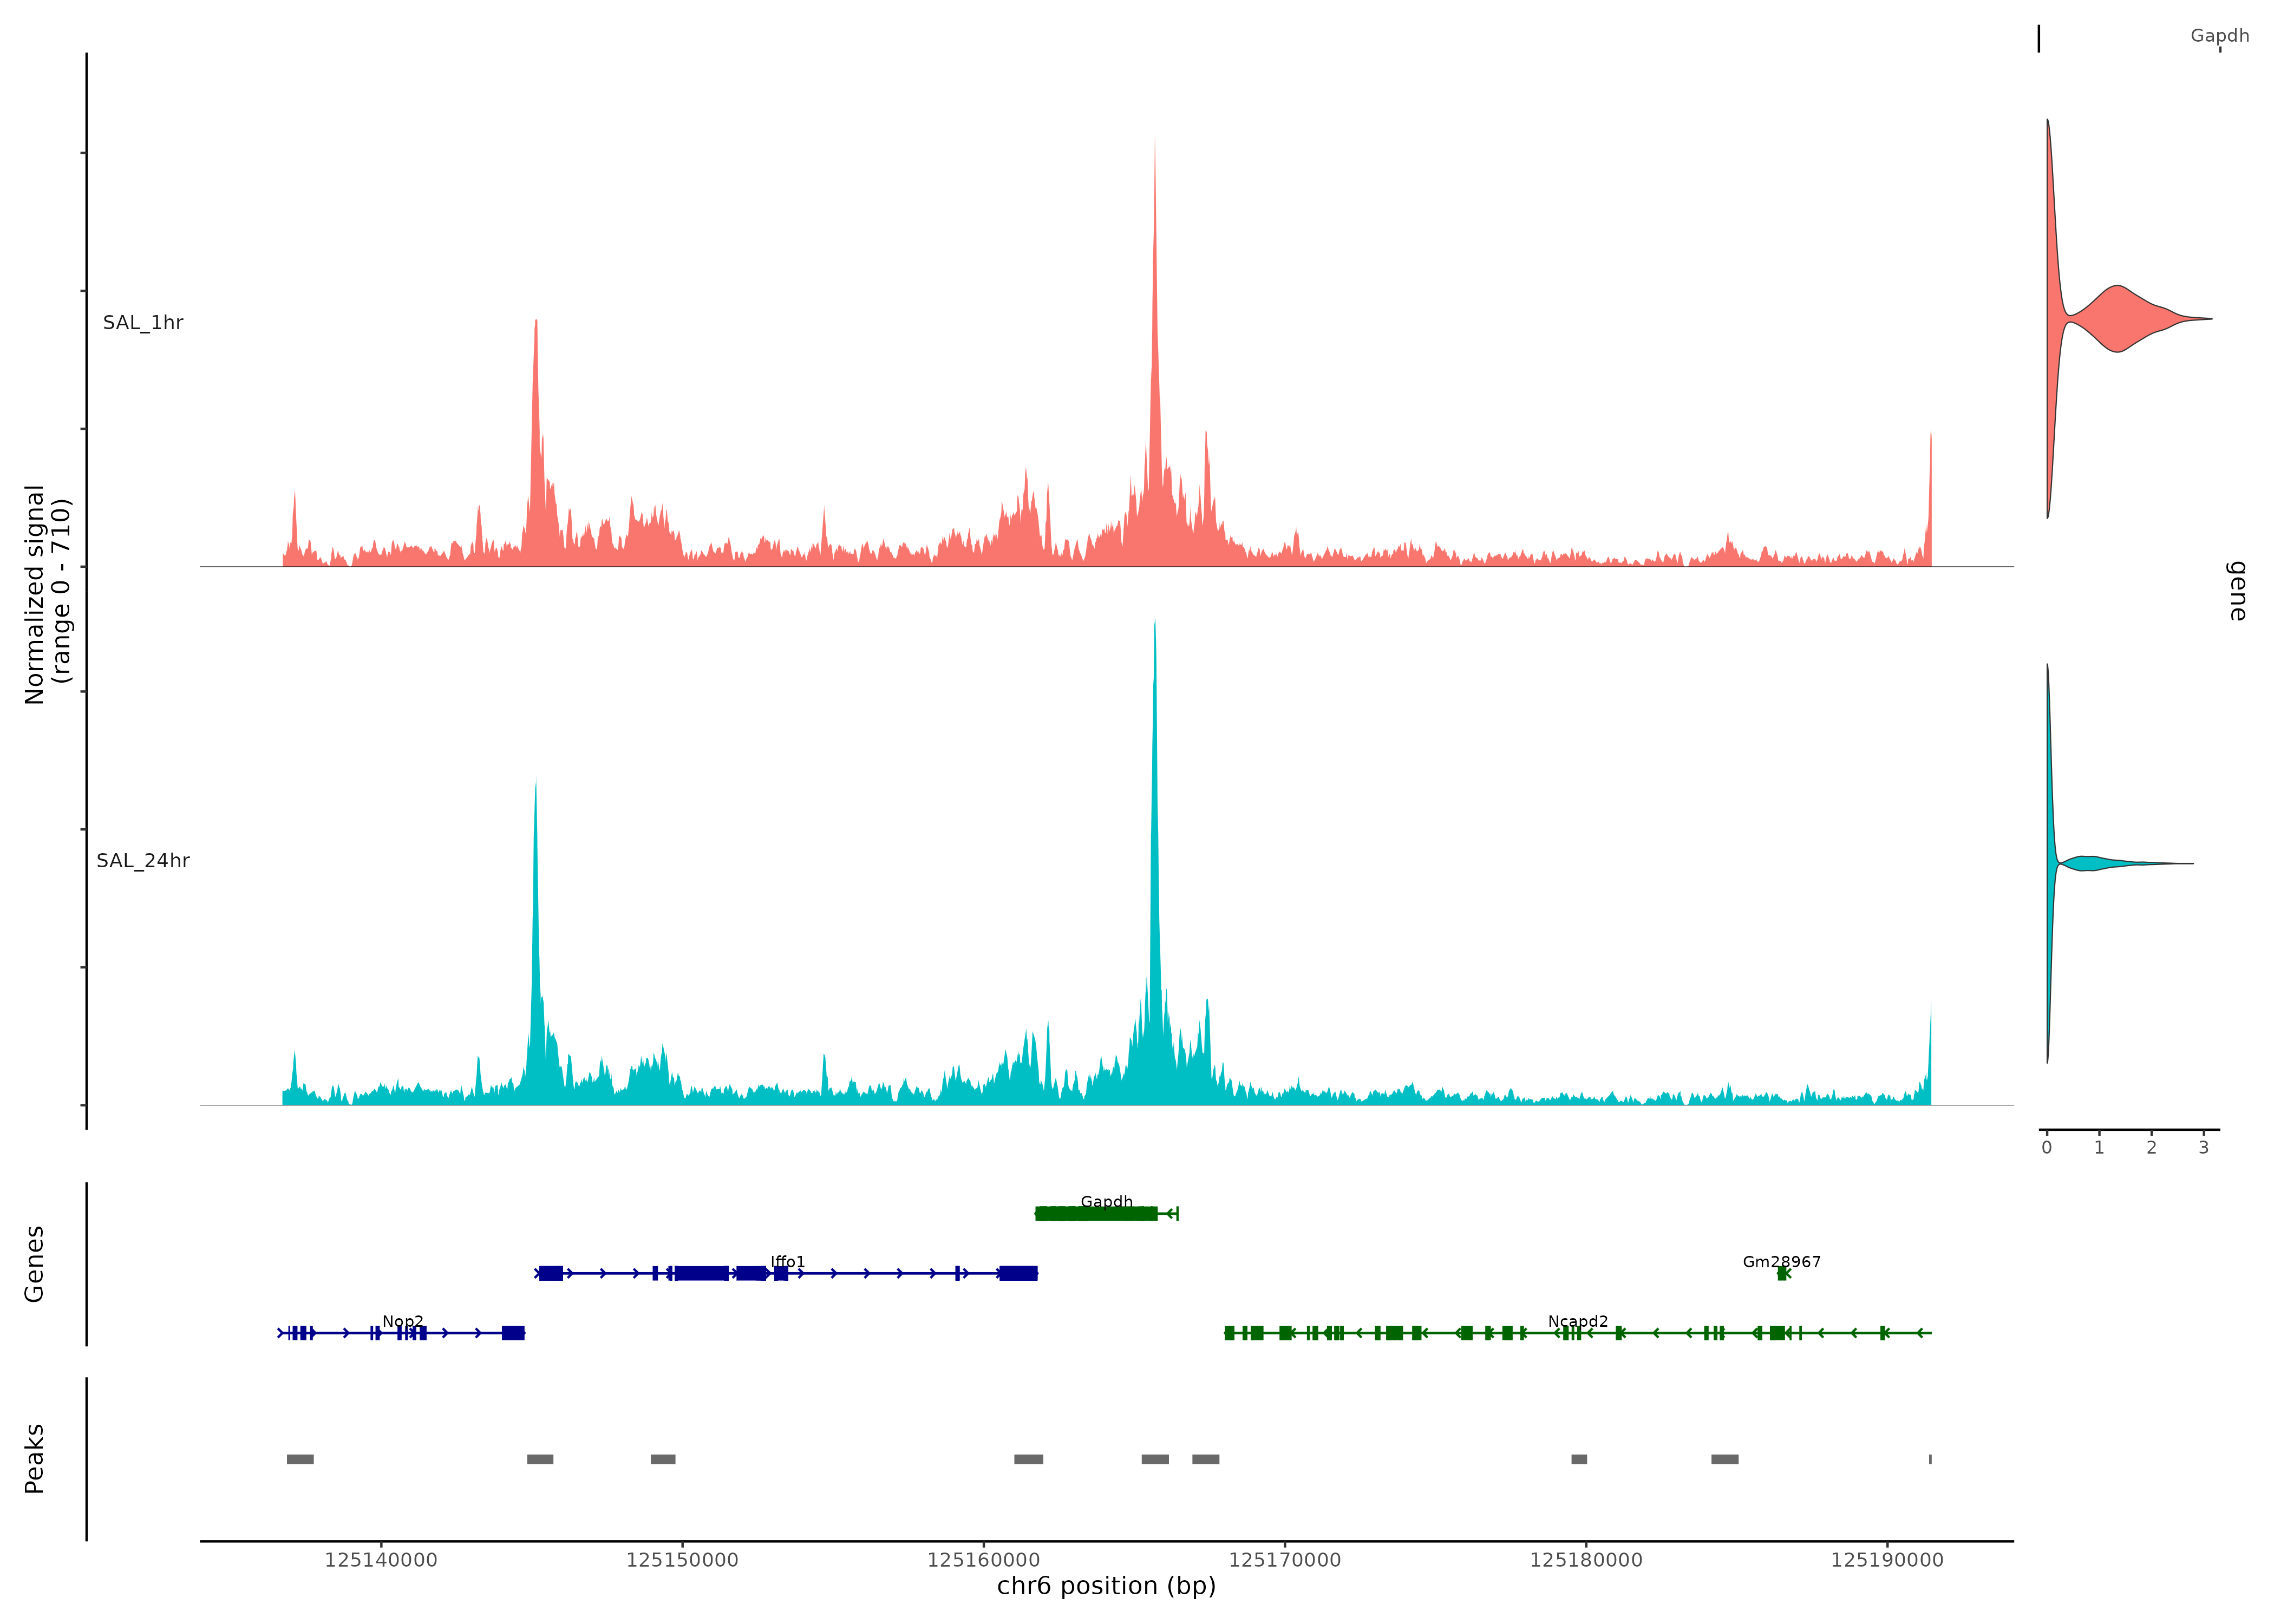 Gapdh
Normalized signal
(range 0 - 710)
SAL_1hr
SAL_24hr
gene
0 1 2 3
Genes
Gapdh
Iffo1
Gm28967
Nop2
Ncapd2
Peaks
125140000 125150000 125160000 125170000 125180000 125190000
chr6 position (bp)